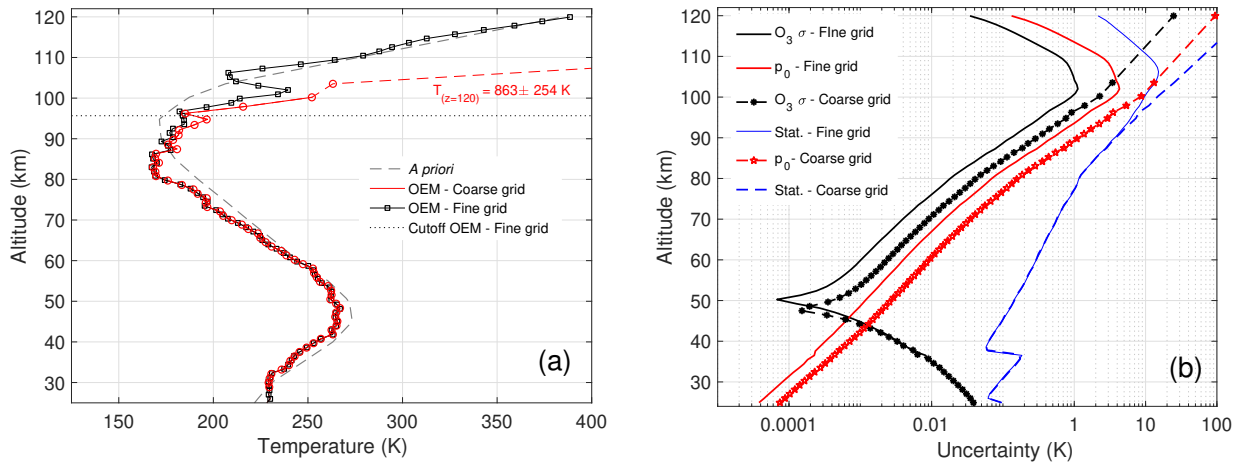 120
110
100
90
80
70
60
50
40
30
Altitude (km)
150
200
250
300
350
400
Temperature (K)
T(z=120) = 863± 254 K
A priori
OEM - Coarse grid
OEM - Fine grid
Cutoff OEM - Fine grid
(a)
120
110
100
90
80
70
60
50
40
30
Altitude (km)
0.0001
0.01
1
100
Uncertainty (K)
O3 σ - FIne grid
p0 - Fine grid
O3 σ - Coarse grid
Stat. - Fine grid
p0- Coarse grid
Stat. - Coarse grid
(b)